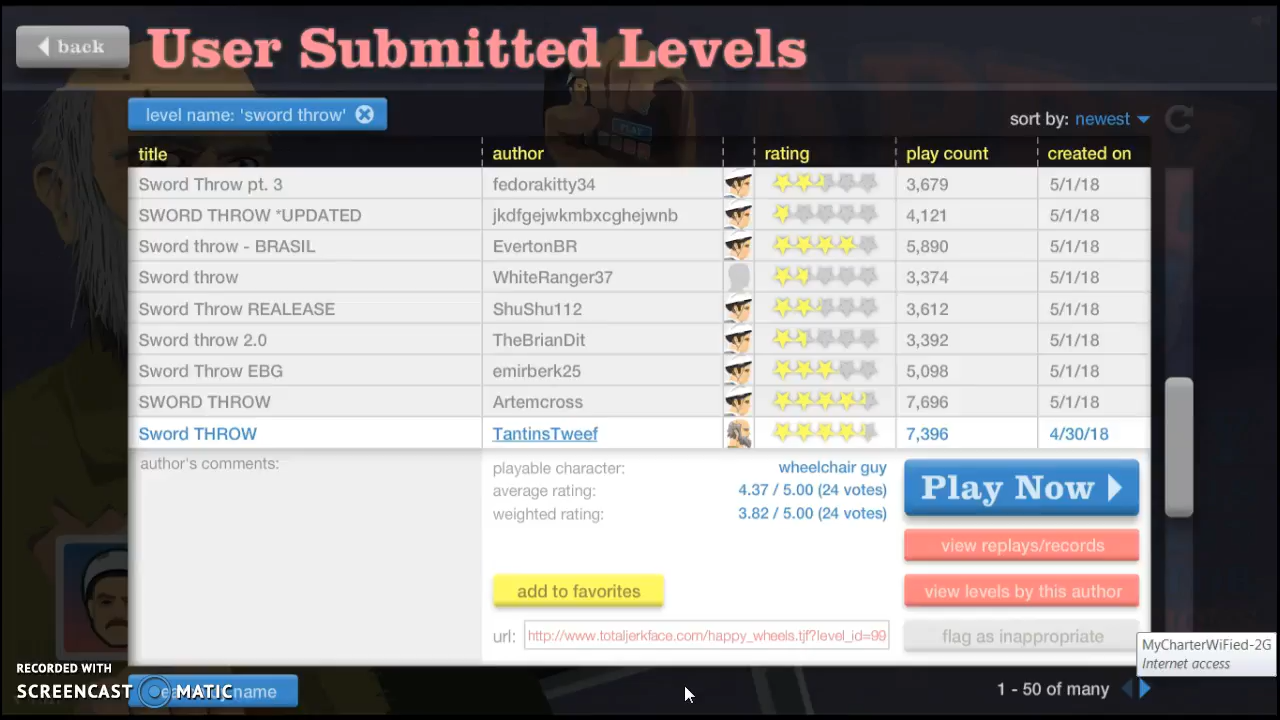 back
User Submitted Levels
level name: 'sword throw'
sort by: newest
title author rating play count created on
Sword Throw pt. 3 fedorakitty34 3,679 5/1/18
SWORD THROW *UPDATED jkdfgejwkmbxcghejwnb 4,121 5/1/18
Sword throw - BRASIL EvertonBR 5,890 5/1/18
Sword throw WhiteRanger37 3,374 5/1/18
Sword Throw REALEASE ShuShu112 3,612 5/1/18
Sword throw 2.0 TheBrianDit 3,392 5/1/18
Sword Throw EBG emirberk25 5,098 5/1/18
SWORD THROW Artemcross 7,696 5/1/18
Sword THROW TantinsTweef 7,396 4/30/18
author's comments:
playable character: wheelchair guy
average rating: 4.37 / 5.00 (24 votes)
weighted rating: 3.82 / 5.00 (24 votes)
Play Now
view replays/records
add to favorites
view levels by this author
url: http://www.totaljerkface.com/happy_wheels.tjf?level_id=99
flag as inappropriate
MyCharterWiFied-2G
Internet access
RECORDED WITH
SCREENCAST MATIC
name
1 - 50 of many